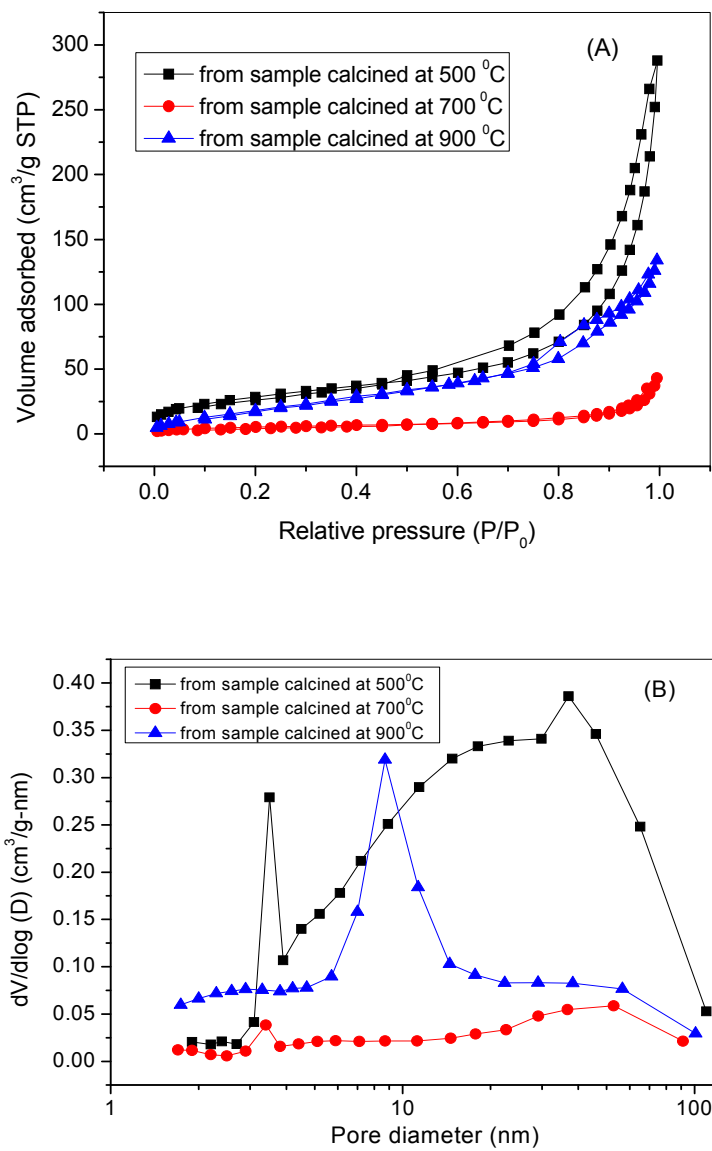 (A)
from sample calcined at 500 ⁰C
from sample calcined at 700 ⁰C
from sample calcined at 900 ⁰C
Volume adsorbed (cm³/g STP)
300
250
200
150
100
50
0
0.0 0.2 0.4 0.6 0.8 1.0
Relative pressure (P/P₀)
(B)
from sample calcined at 500⁰C
from sample calcined at 700⁰C
from sample calcined at 900⁰C
dV/dlog (D) (cm³/g-nm)
0.40
0.35
0.30
0.25
0.20
0.15
0.10
0.05
0.00
1 10 100
Pore diameter (nm)